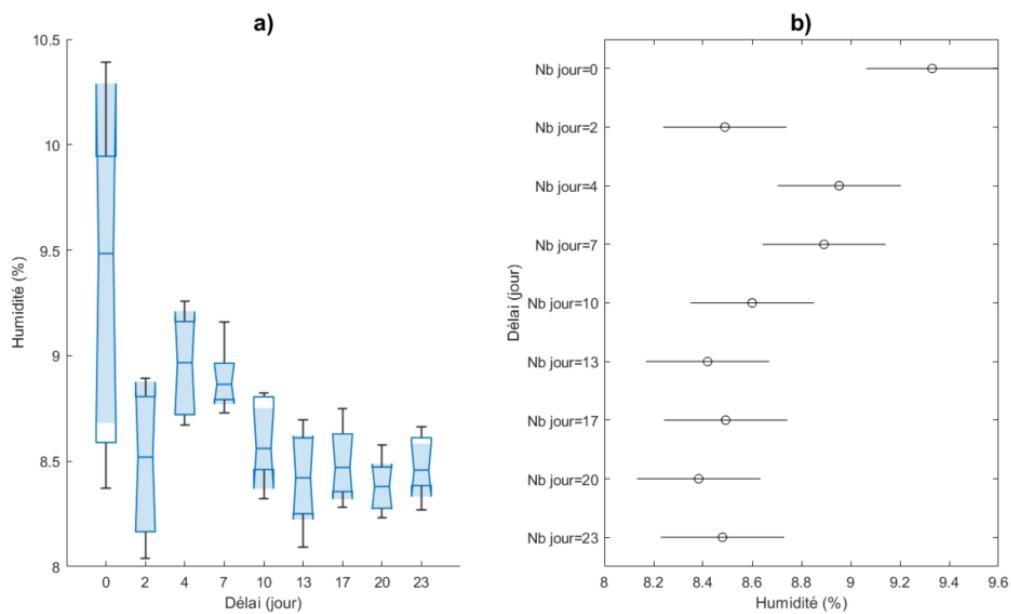 a)
10.5
10
9.5
9
8.5
8
Humidité (%)
0 2 4 7 10 13 17 20 23
Délai (jour)
b)
Nb jour=0
Nb jour=2
Nb jour=4
Nb jour=7
Nb jour=10
Nb jour=13
Nb jour=17
Nb jour=20
Nb jour=23
Délai (jour)
8 8.2 8.4 8.6 8.8 9 9.2 9.4 9.6
Humidité (%)